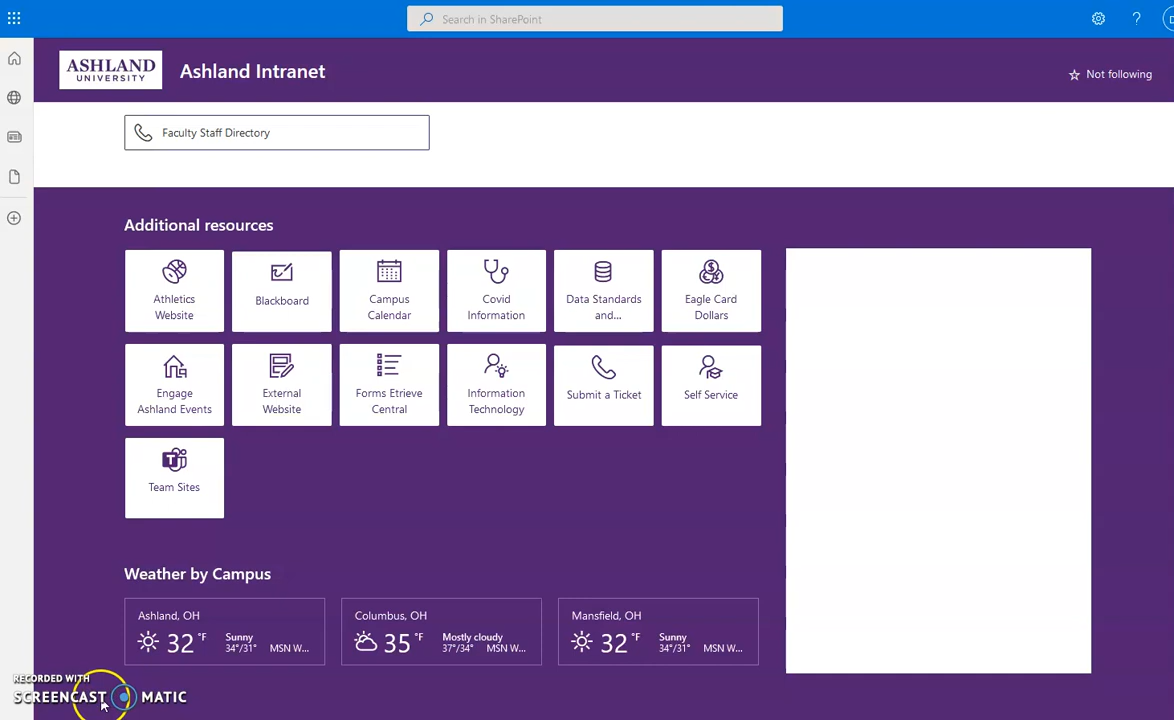 Search in SharePoint
?
ASHLAND
UNIVERSITY
Ashland Intranet
Not following
Faculty Staff Directory
Additional resources
Athletics
Website
Blackboard
Campus
Calendar
Covid
Information
Data Standards
and...
Eagle Card
Dollars
Engage
Ashland Events
External
Website
Forms Etrieve
Central
Information
Technology
Submit a Ticket
Self Service
Team Sites
Weather by Campus
Ashland, OH
32 °F
Sunny
34°/31°
MSN W...
Columbus, OH
35 °F
Mostly cloudy
37°/34°
MSN W...
Mansfield, OH
32 °F
Sunny
34°/31°
MSN W...
RECORDED WITH
SCREENCAST MATIC